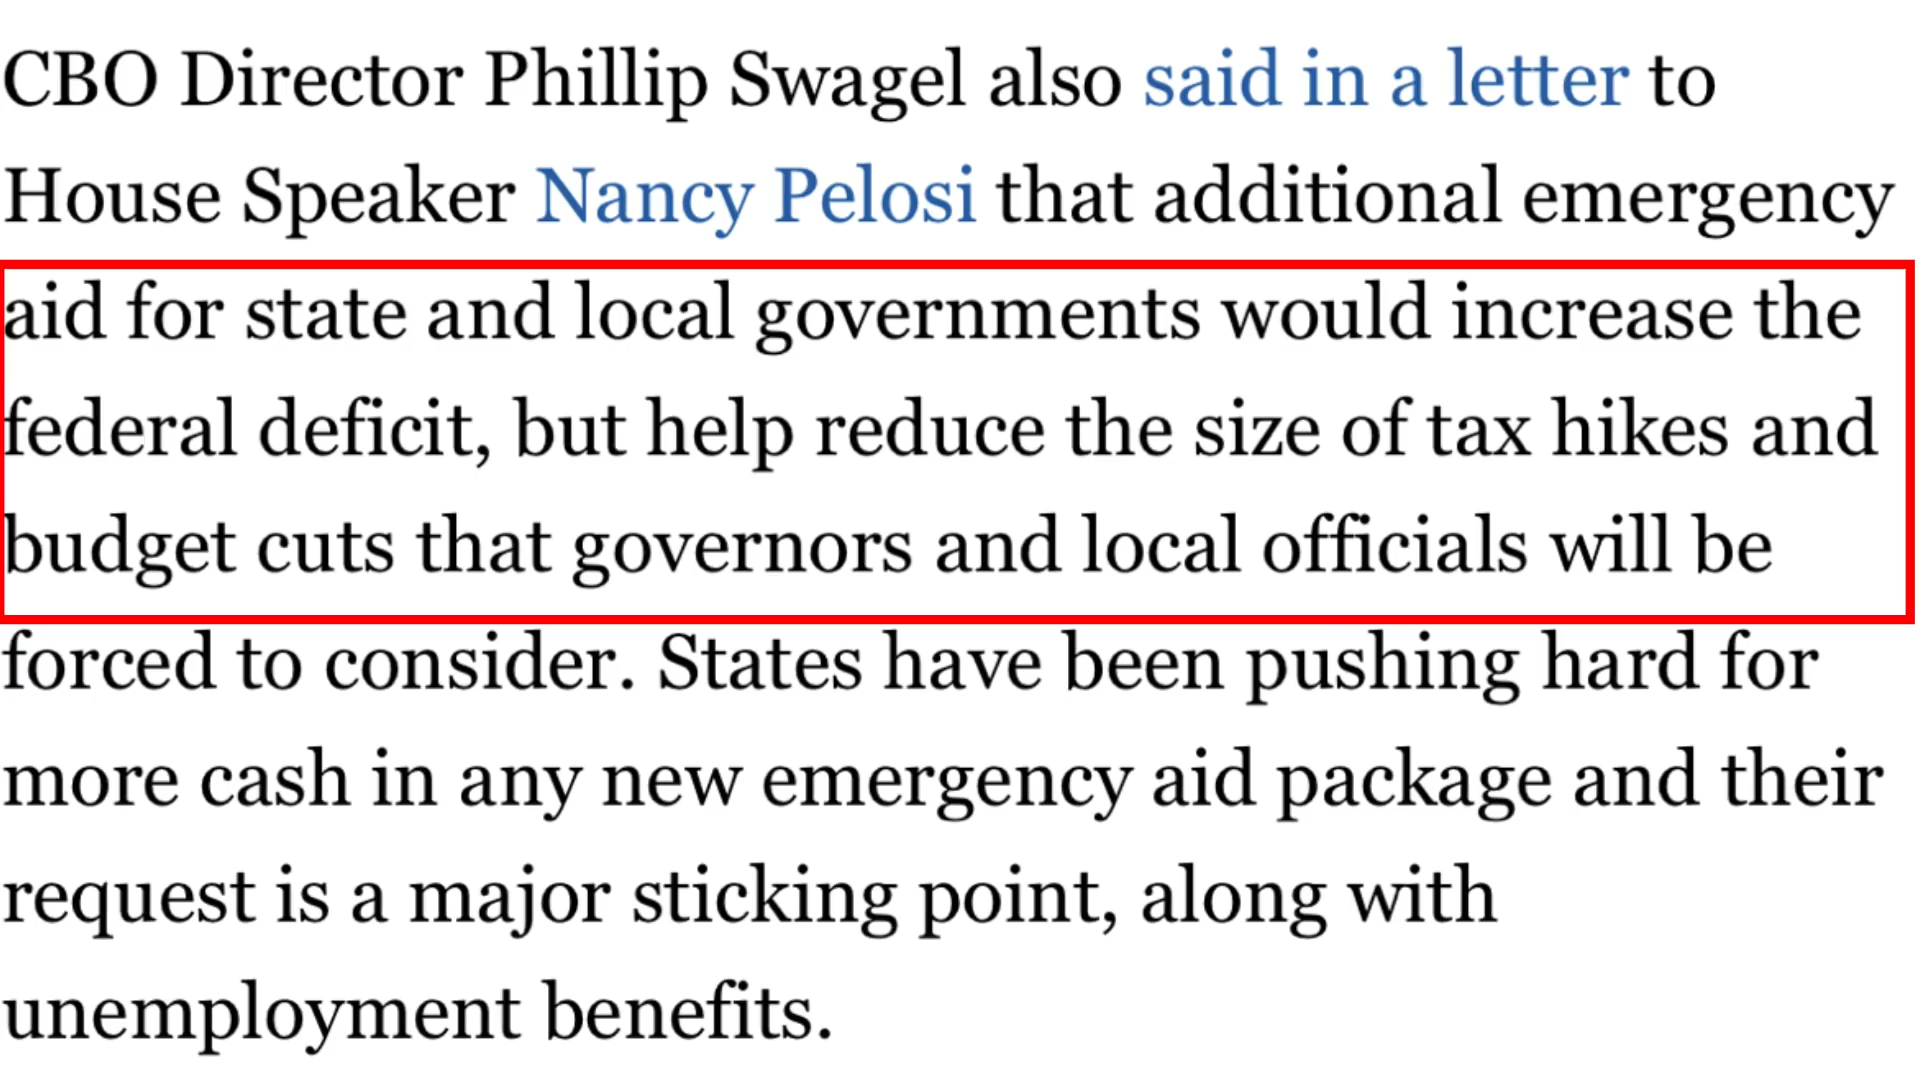 CBO Director Phillip Swagel also said in a letter to
House Speaker Nancy Pelosi that additional emergency
aid for state and local governments would increase the
federal deficit, but help reduce the size of tax hikes and
budget cuts that governors and local officials will be
forced to consider. States have been pushing hard for
more cash in any new emergency aid package and their
request is a major sticking point, along with
unemployment benefits.